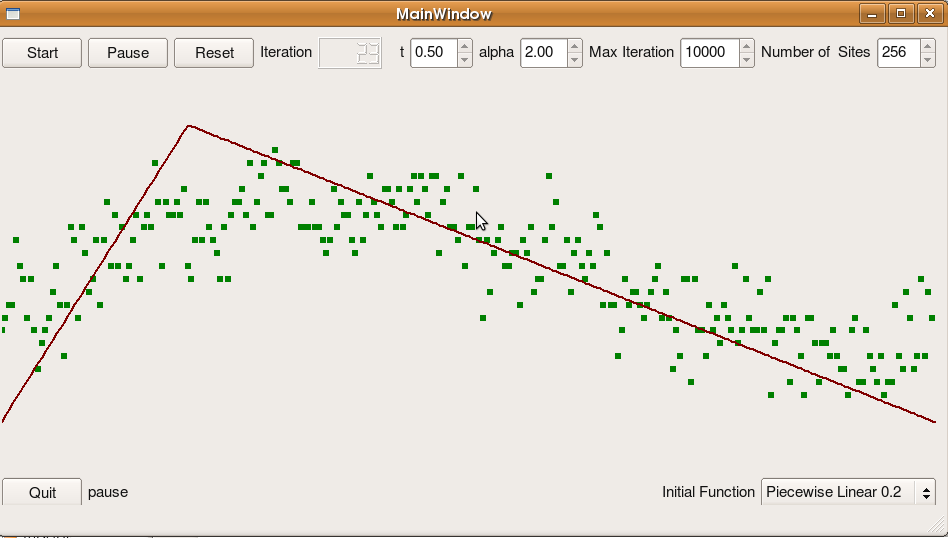 MainWindow
Start Pause Reset Iteration 23 t 0.50 alpha 2.00 Max Iteration 10000 Number of Sites 256
Quit pause Initial Function Piecewise Linear 0.2